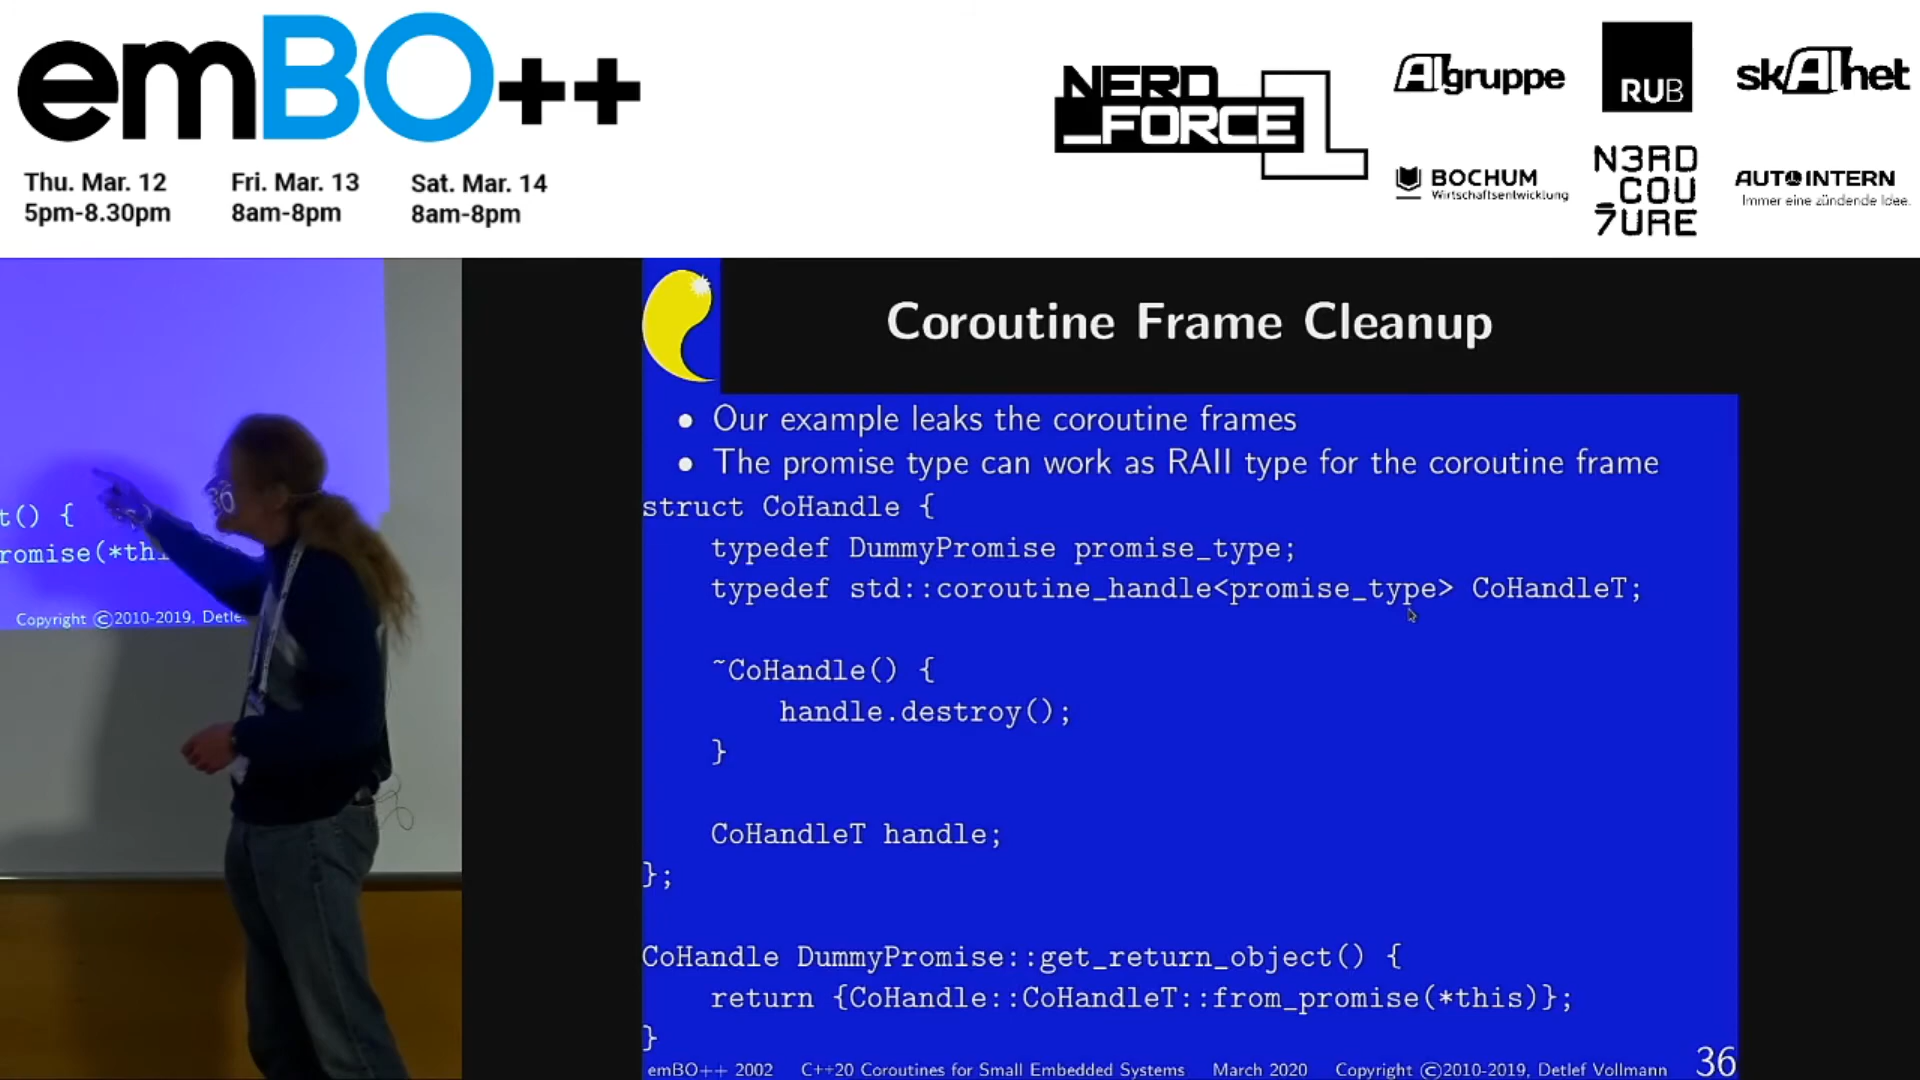 emBO++
Thu. Mar. 12
5pm-8.30pm
Fri. Mar. 13
8am-8pm
Sat. Mar. 14
8am-8pm
NERD
_FORCE
1
AIgruppe
RUB
skAInet
BOCHUM
Wirtschaftsentwicklung
N3RD
_COU
7URE
AUTOINTERN
Immer eine zündende Idee.
t() {
romise(*thi
Copyright ©2010-2019, Detle
Coroutine Frame Cleanup
• Our example leaks the coroutine frames
• The promise type can work as RAII type for the coroutine frame
struct CoHandle {
typedef DummyPromise promise_type;
typedef std::coroutine_handle<promise_type> CoHandleT;
~CoHandle() {
handle.destroy();
}
CoHandleT handle;
};
CoHandle DummyPromise::get_return_object() {
return {CoHandle::CoHandleT::from_promise(*this)};
}
emBO++ 2002 C++20 Coroutines for Small Embedded Systems March 2020 Copyright ©2010-2019, Detlef Vollmann 36